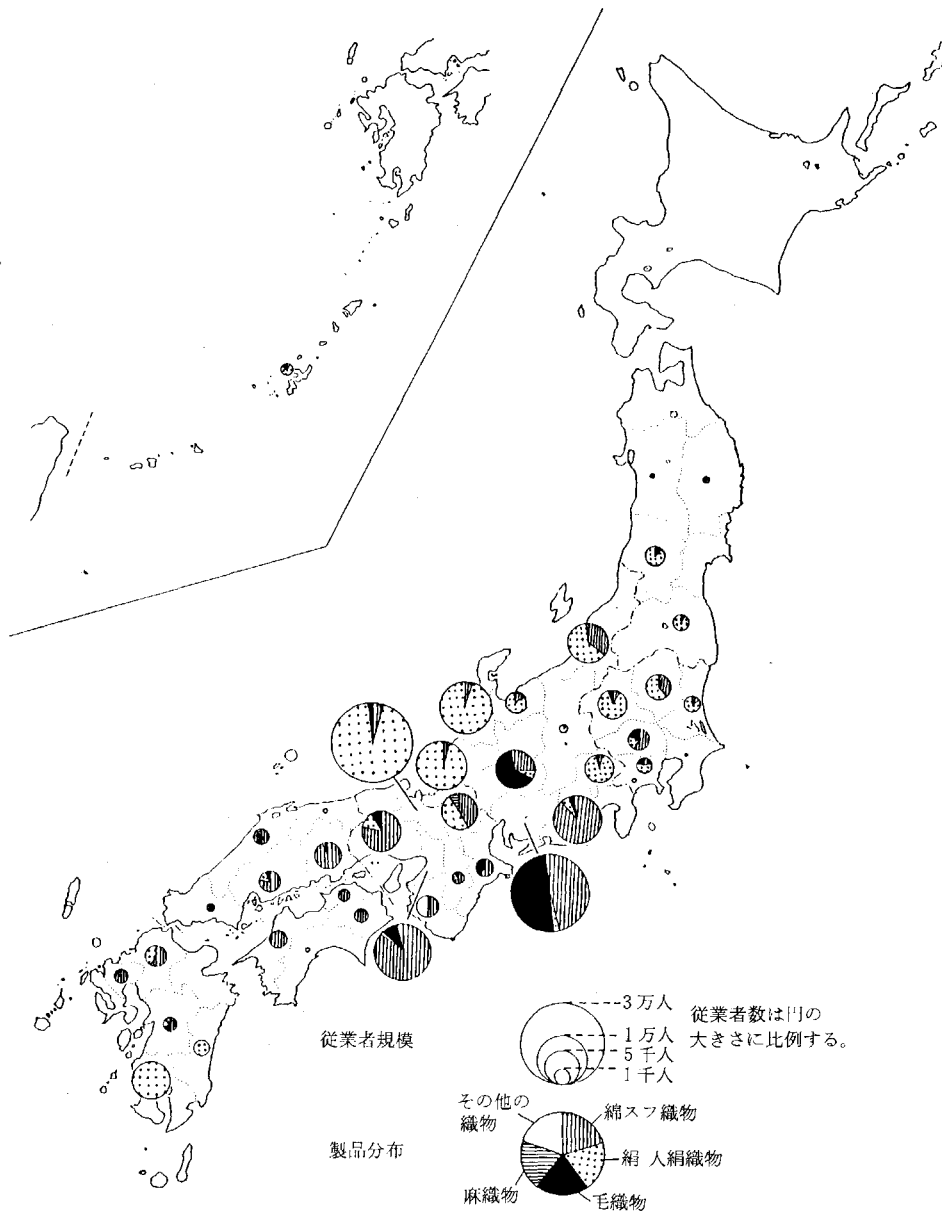 従業者規模
3万人
1万人
5千人
1千人
従業者数は円の
大きさに比例する。
製品分布
その他の
織物
綿スフ織物
絹 人絹織物
毛織物
麻織物